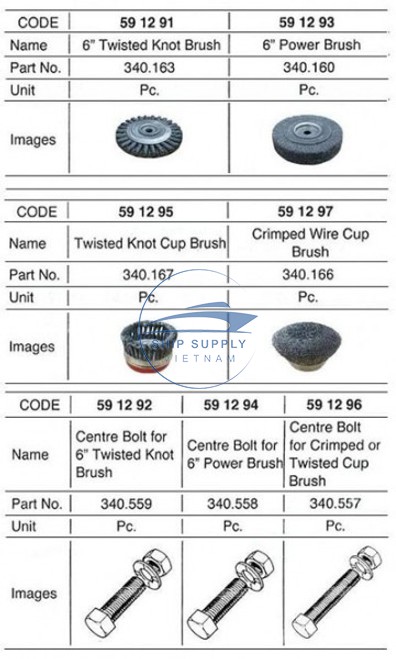 CODE 59 12 91 59 12 93
Name 6" Twisted Knot Brush 6" Power Brush
Part No. 340.163 340.160
Unit Pc. Pc.
Images
CODE 59 12 95 59 12 97
Name Twisted Knot Cup Brush Crimped Wire Cup
Brush
Part No. 340.167 340.166
Unit Pc. Pc.
Images
SHIP SUPPLY
VIETNAM
CODE 59 12 92 59 12 94 59 12 96
Name
Centre Bolt for
6" Twisted Knot
Brush
Centre Bolt for
6" Power Brush
Centre Bolt
for Crimped or
Twisted Cup
Brush
Part No. 340.559 340.558 340.557
Unit Pc. Pc. Pc.
Images